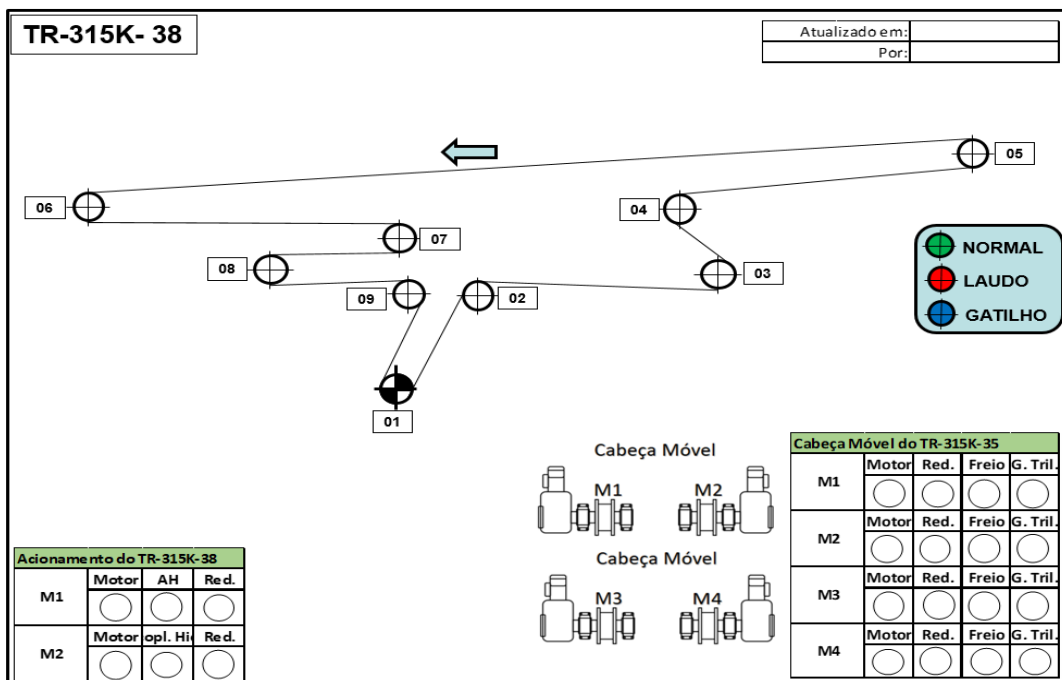 TR-315K- 38
Atualizado em:
Por:
05
06
04
07
08
03
09
02
01
NORMAL
LAUDO
GATILHO
Cabeça Móvel
M1 M2
Cabeça Móvel
M3 M4
Cabeça Móvel do TR-315K-35
Motor Red. Freio G. Tril.
M1
Motor Red. Freio G. Tril.
M2
Motor Red. Freio G. Tril.
M3
Motor Red. Freio G. Tril.
M4
Acionamento do TR-315K-38
Motor AH Red.
M1
Motor opl. Hi Red.
M2